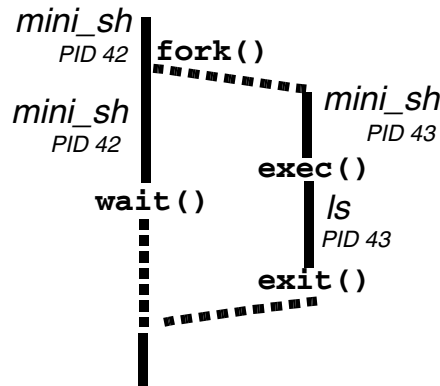 mini_sh
PID 42
fork()
mini_sh
PID 42
mini_sh
PID 43
exec()
wait()
ls
PID 43
exit()